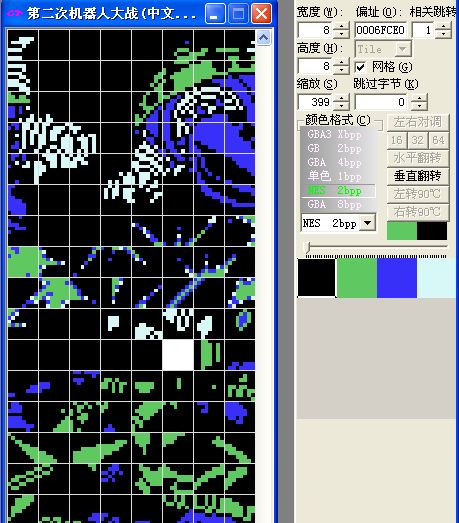 第二次机器人大战(中文...
宽度(W): 偏址(O): 相关跳转
8 0006FCE0 1
高度(H): Tile
8 网格(G)
缩放(S) 跳过字节(K)
399 0
颜色格式(C)
GBA3 Xbpp
GB 2bpp
GBA 4bpp
单色 1bpp
NES 2bpp
GBA 8bpp
NES 2bpp
左右对调
16 32 64
水平翻转
垂直翻转
左转90℃
右转90℃